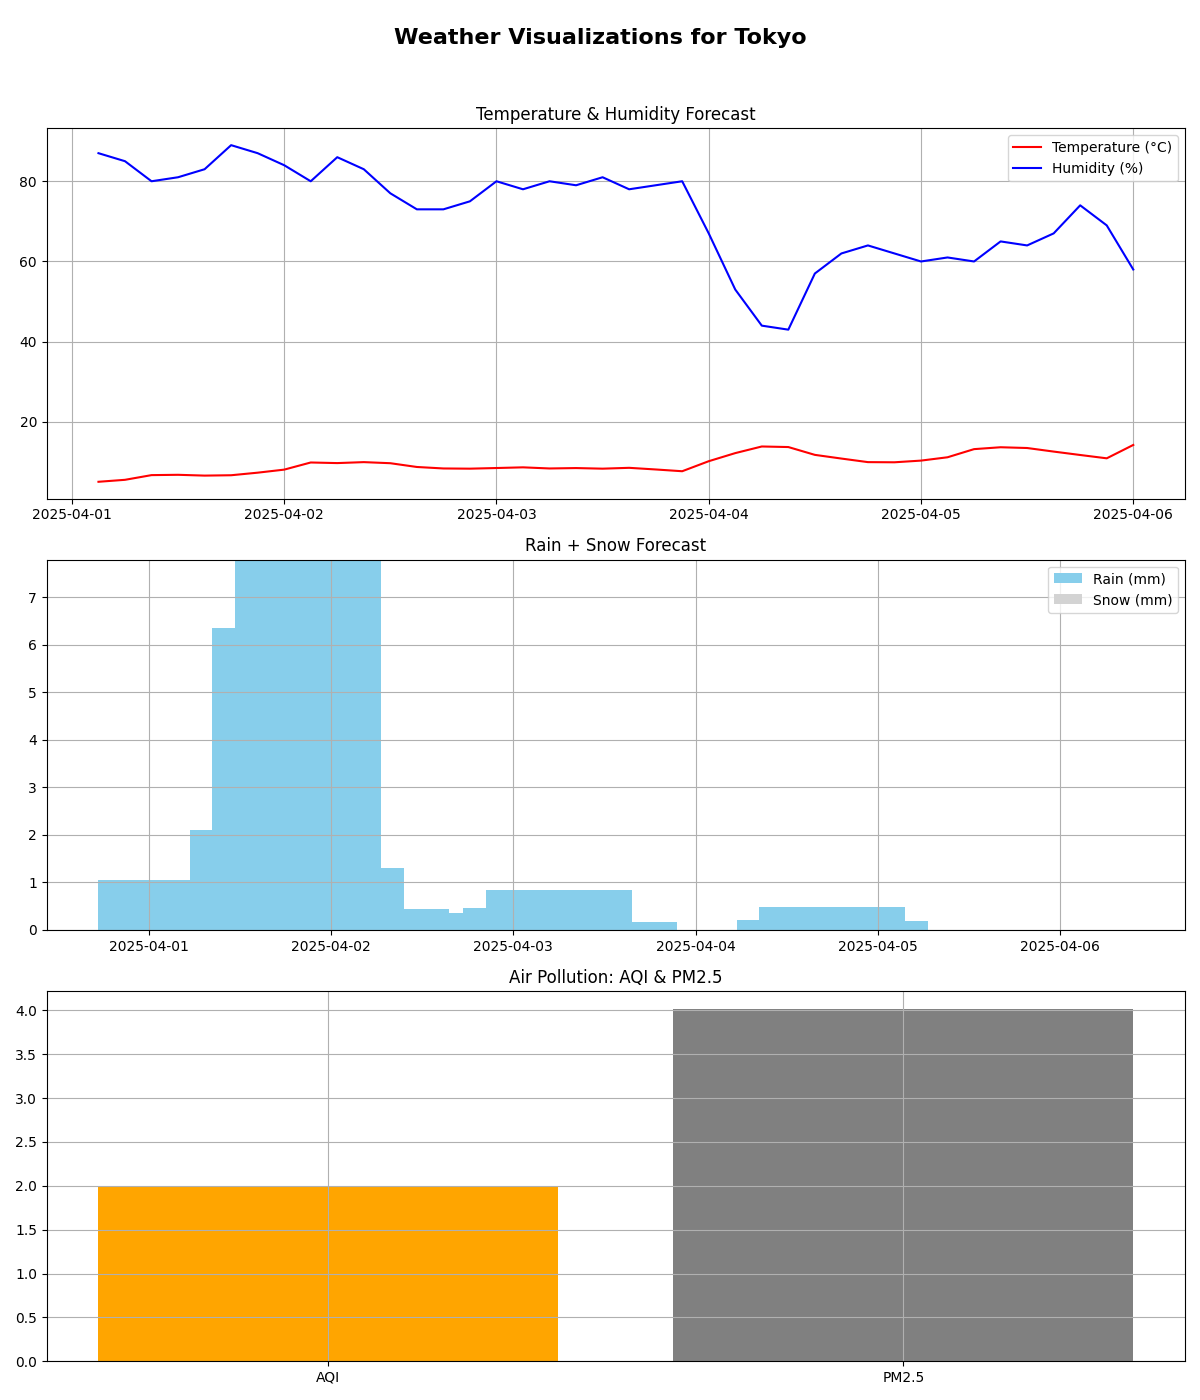 Weather Visualizations for Tokyo
Temperature & Humidity Forecast
Temperature (°C)
Humidity (%)
80
60
40
20
2025-04-01 2025-04-02 2025-04-03 2025-04-04 2025-04-05 2025-04-06
Rain + Snow Forecast
Rain (mm)
Snow (mm)
7
6
5
4
3
2
1
0
2025-04-01 2025-04-02 2025-04-03 2025-04-04 2025-04-05 2025-04-06
Air Pollution: AQI & PM2.5
4.0
3.5
3.0
2.5
2.0
1.5
1.0
0.5
0.0
AQI PM2.5